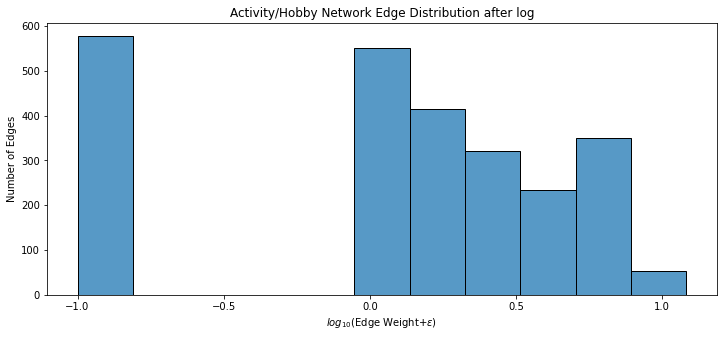 Activity/Hobby Network Edge Distribution after log
600
500
400
300
200
100
0
Number of Edges
−1.0 −0.5 0.0 0.5 1.0
log₁₀(Edge Weight+ε)